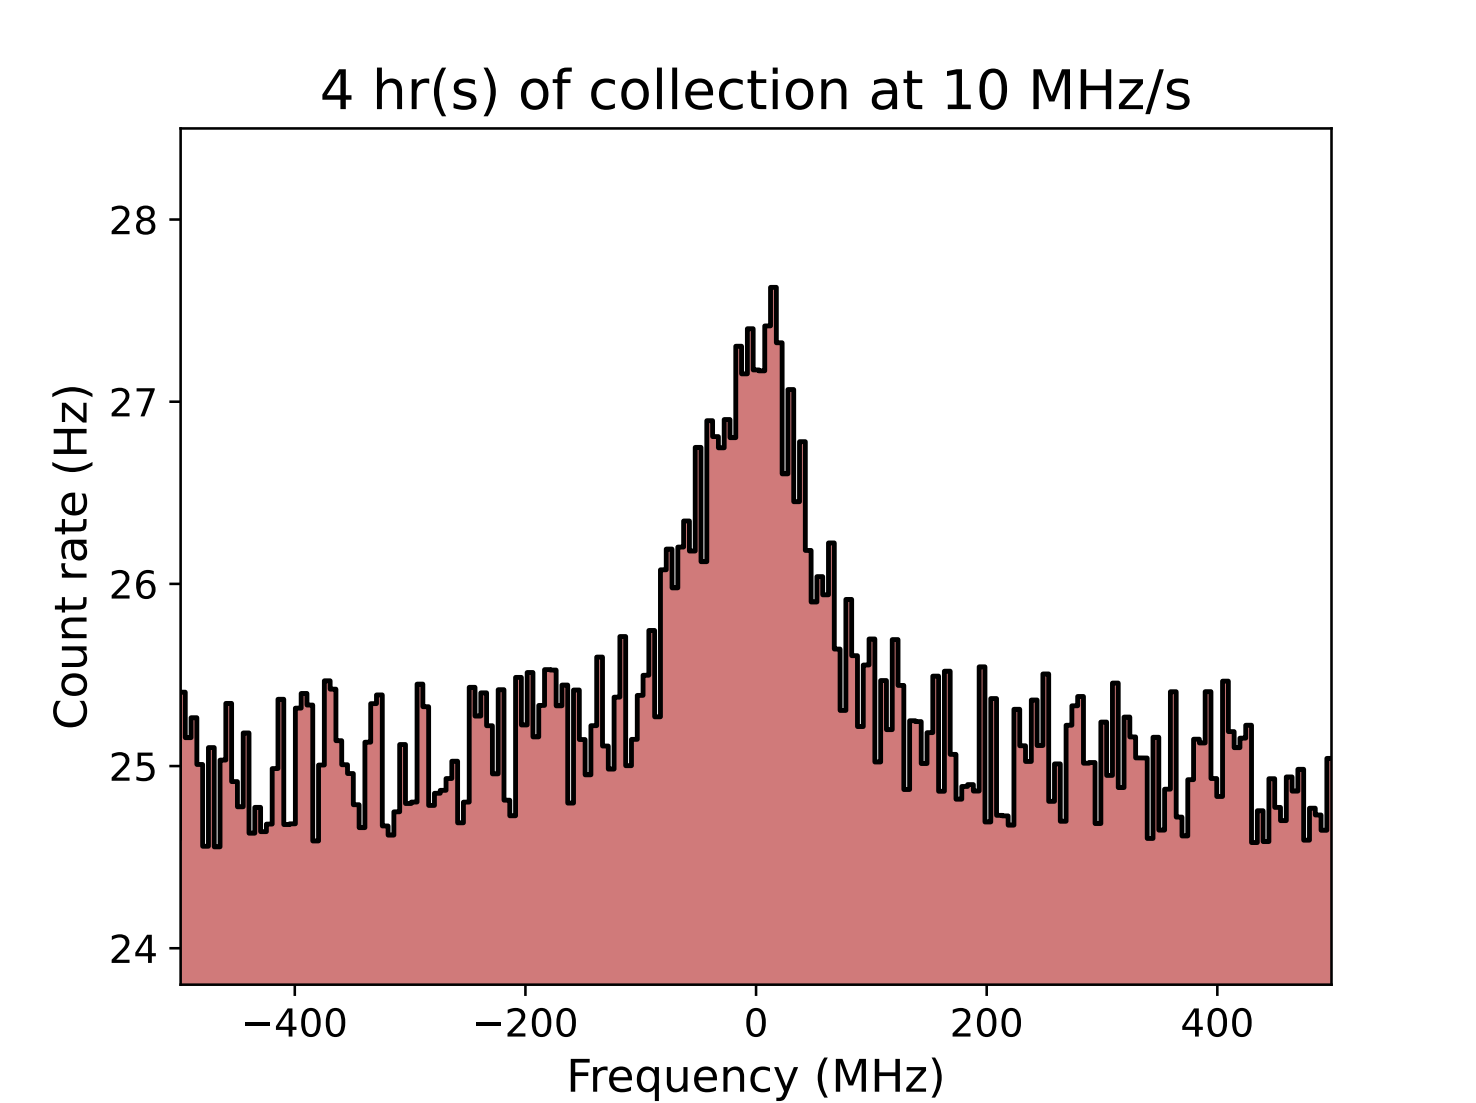 4 hr(s) of collection at 10 MHz/s
28
27
26
25
24
Count rate (Hz)
−400 −200 0 200 400
Frequency (MHz)